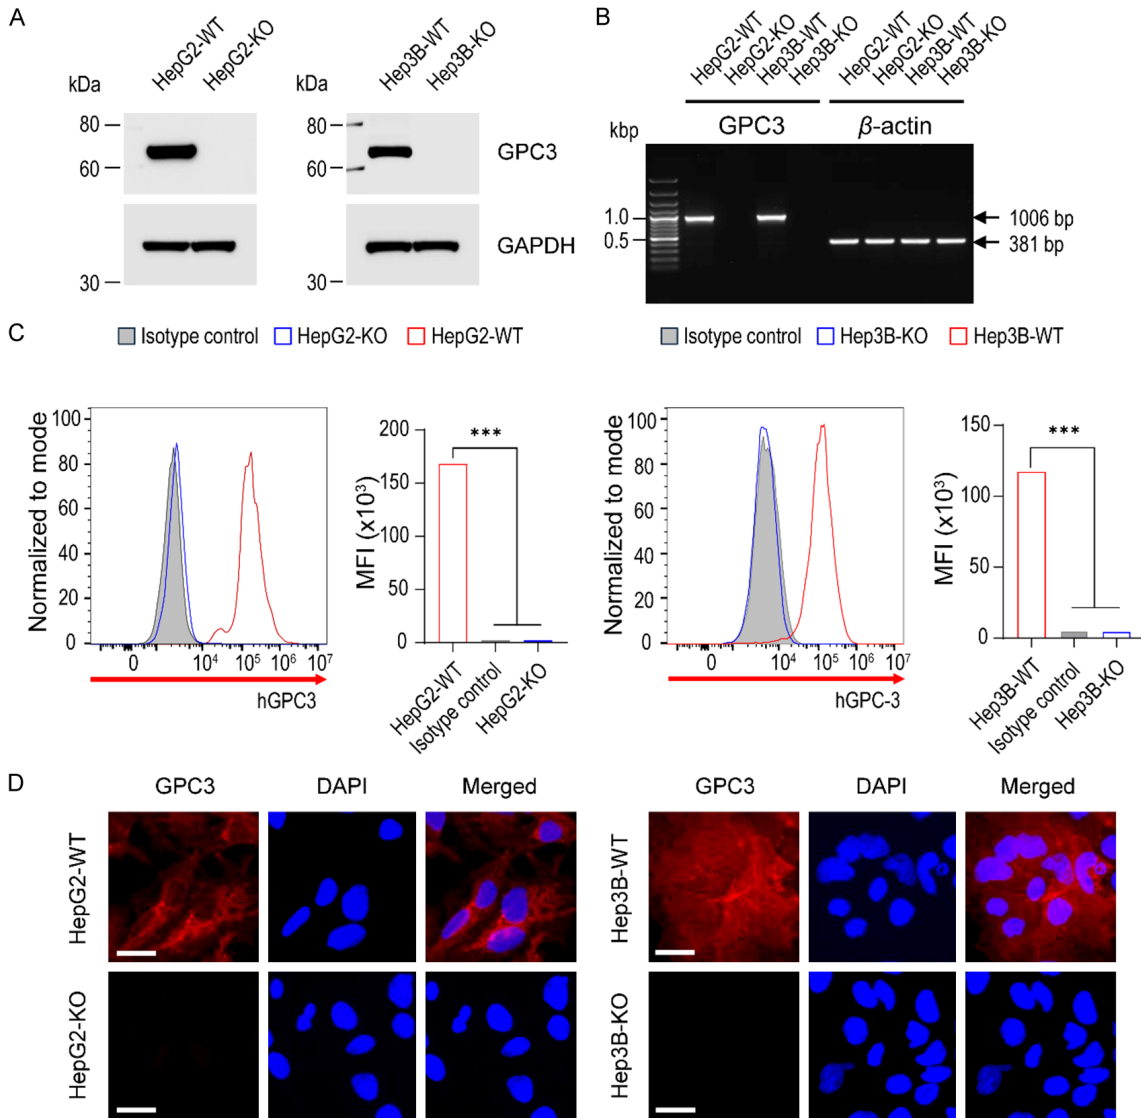 A
HepG2-WT
HepG2-KO
Hep3B-WT
Hep3B-KO
kDa
kDa
80
60
80
60
GPC3
30
30
GAPDH
B
HepG2-WT
HepG2-KO
Hep3B-WT
Hep3B-KO
HepG2-WT
HepG2-KO
Hep3B-WT
Hep3B-KO
GPC3
β-actin
kbp
1.0
0.5
1006 bp
381 bp
C
Isotype control HepG2-KO HepG2-WT
Isotype control Hep3B-KO Hep3B-WT
Normalized to mode
100
80
60
40
20
0
0 10⁴ 10⁵ 10⁶ 10⁷
hGPC3
MFI (x10³)
200
150
100
50
0
***
HepG2-WT
Isotype control
HepG2-KO
Normalized to mode
100
80
60
40
20
0
0 10⁴ 10⁵ 10⁶ 10⁷
hGPC-3
MFI (x10³)
150
100
50
0
***
Hep3B-WT
Isotype control
Hep3B-KO
D
GPC3 DAPI Merged
GPC3 DAPI Merged
HepG2-WT
HepG2-KO
Hep3B-WT
Hep3B-KO